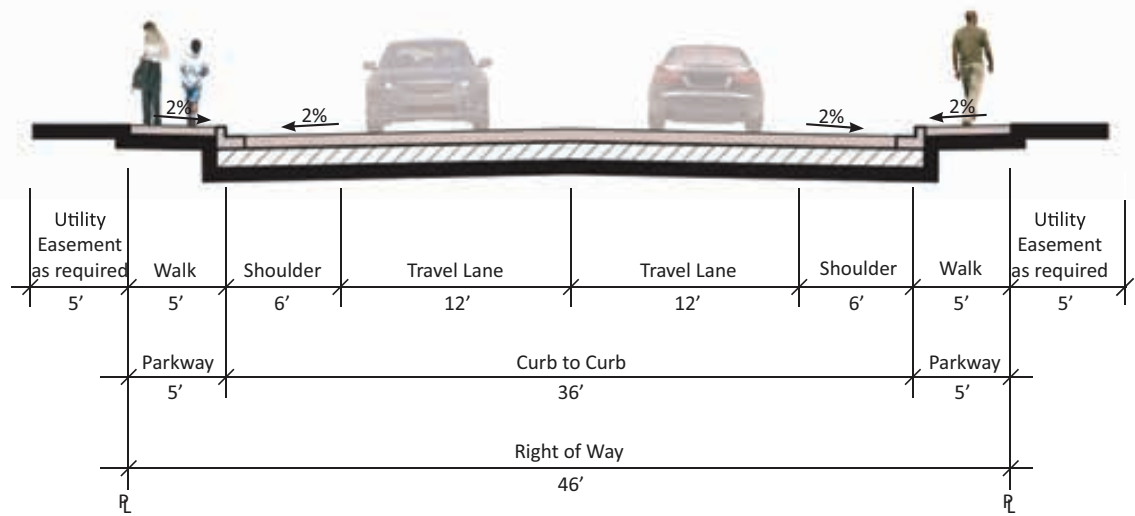 2%
2%
2%
2%
Utility
Easement
as required
Walk
Shoulder
Travel Lane
Travel Lane
Shoulder
Walk
Utility
Easement
as required
5’
5’
6’
12’
12’
6’
5’
5’
Parkway
Curb to Curb
Parkway
5’
36’
5’
Right of Way
46’
PL
PL